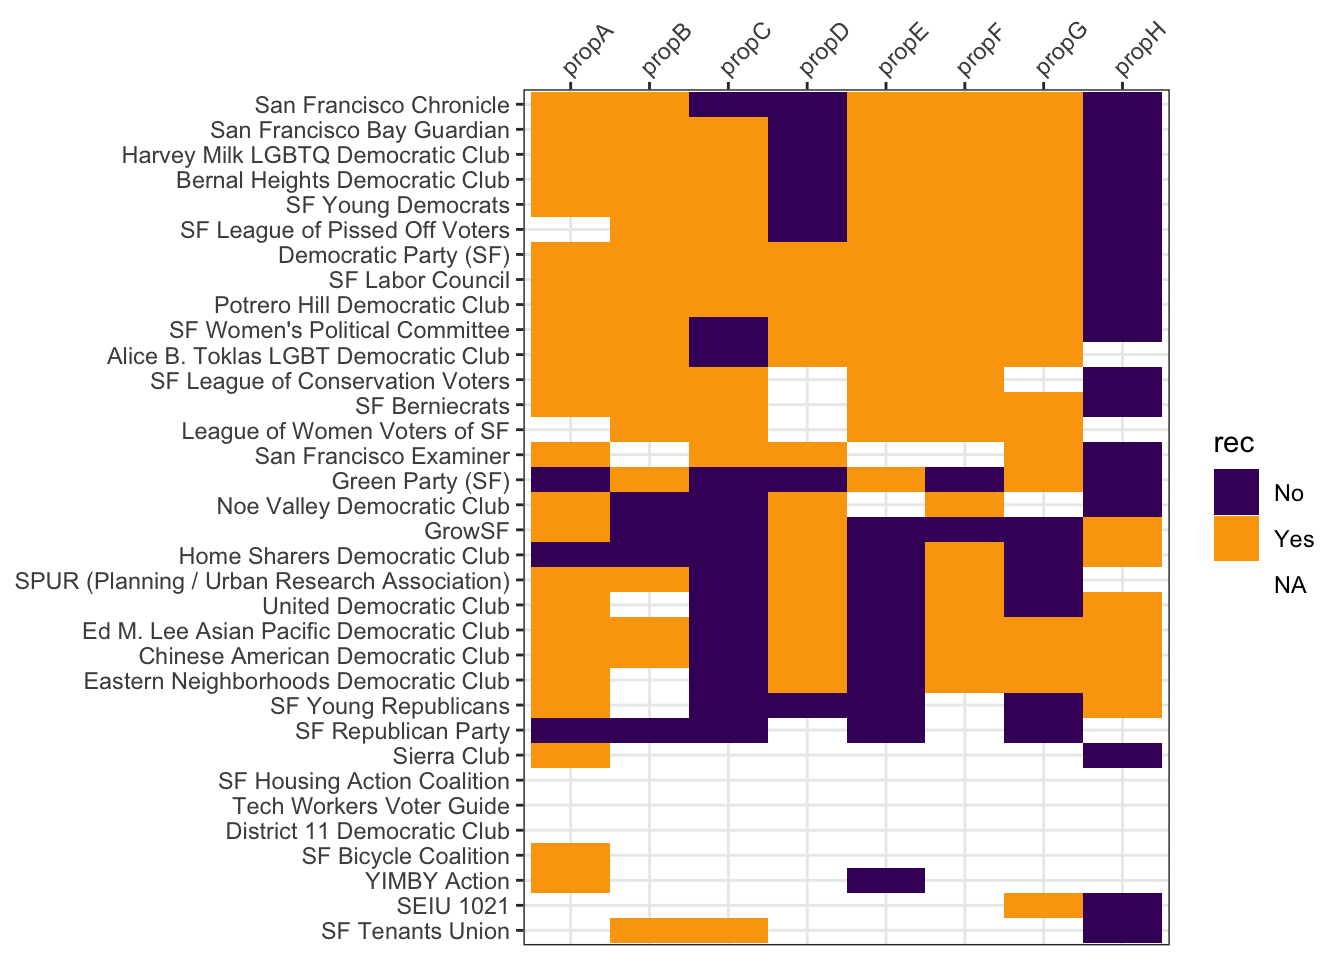 propA
propB
propC
propD
propE
propF
propG
propH
San Francisco Chronicle
San Francisco Bay Guardian
Harvey Milk LGBTQ Democratic Club
Bernal Heights Democratic Club
SF Young Democrats
SF League of Pissed Off Voters
Democratic Party (SF)
SF Labor Council
Potrero Hill Democratic Club
SF Women's Political Committee
Alice B. Toklas LGBT Democratic Club
SF League of Conservation Voters
SF Berniecrats
League of Women Voters of SF
San Francisco Examiner
Green Party (SF)
Noe Valley Democratic Club
GrowSF
Home Sharers Democratic Club
SPUR (Planning / Urban Research Association)
United Democratic Club
Ed M. Lee Asian Pacific Democratic Club
Chinese American Democratic Club
Eastern Neighborhoods Democratic Club
SF Young Republicans
SF Republican Party
Sierra Club
SF Housing Action Coalition
Tech Workers Voter Guide
District 11 Democratic Club
SF Bicycle Coalition
YIMBY Action
SEIU 1021
SF Tenants Union
rec
No
Yes
NA